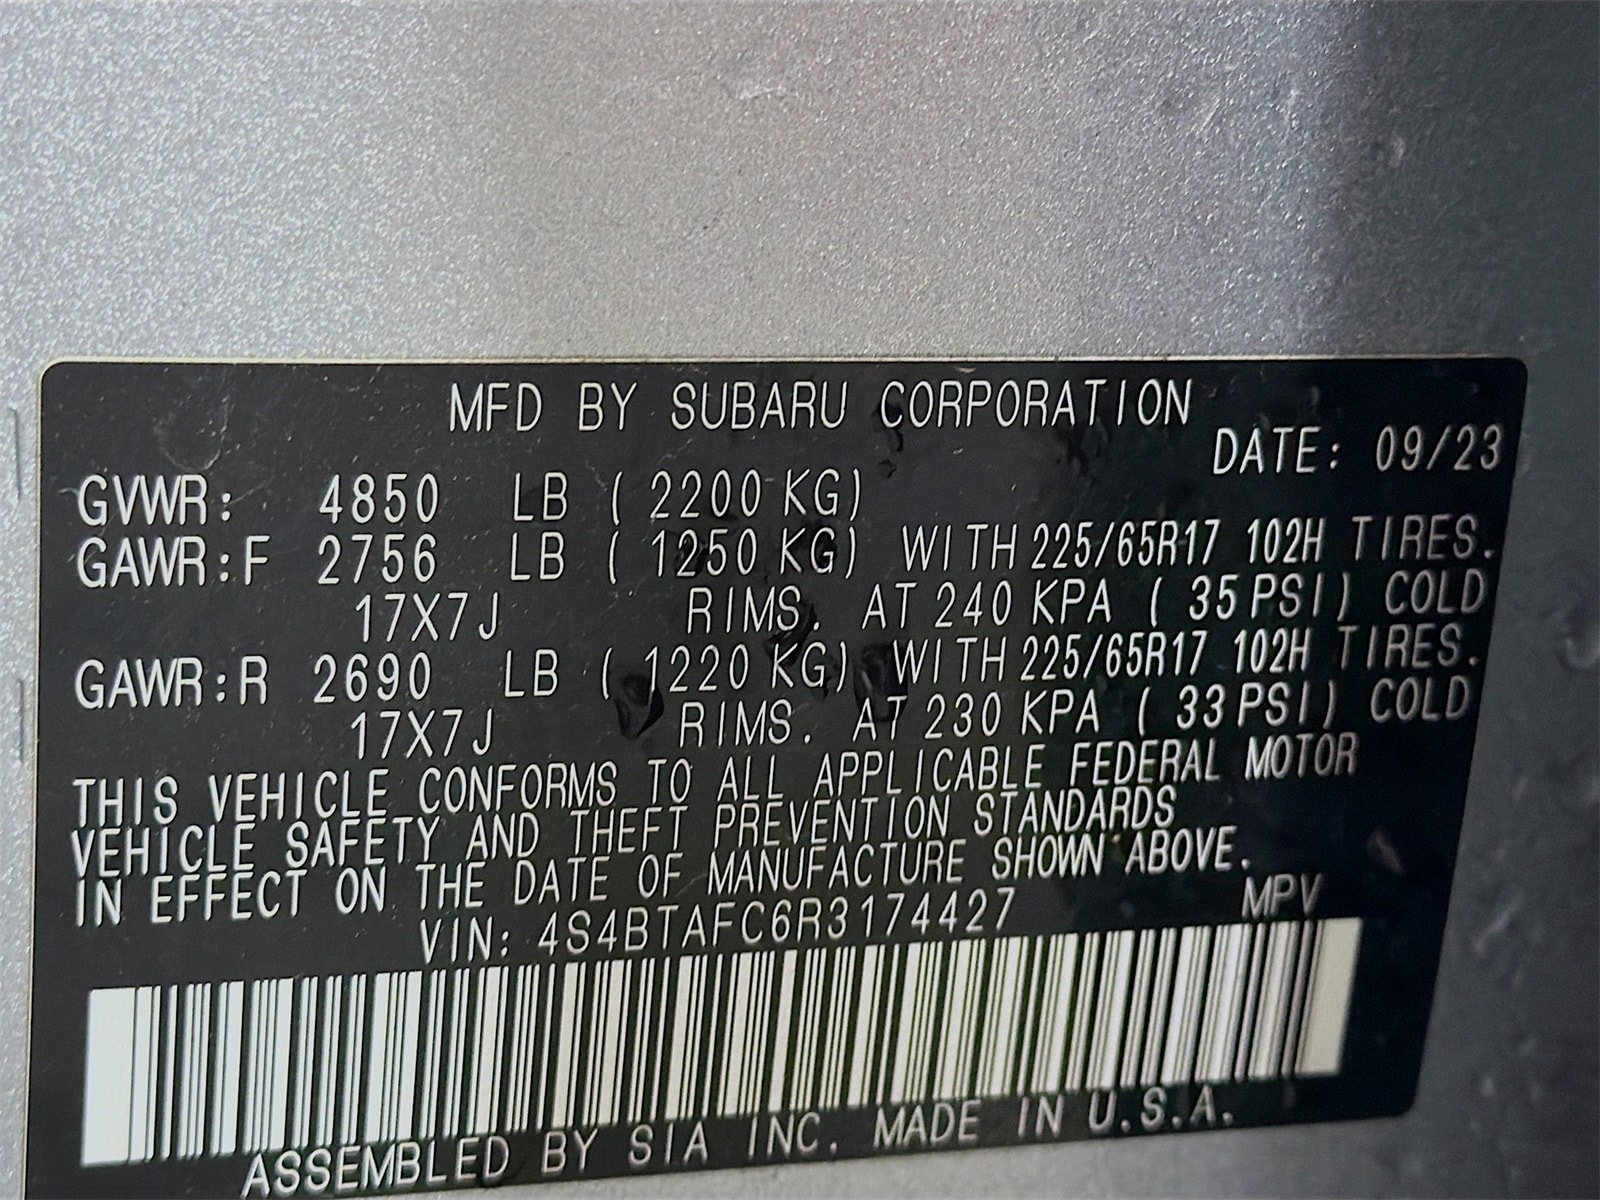 MFD BY SUBARU CORPORATION
DATE: 09/23
GVWR: 4850 LB ( 2200 KG)
GAWR:F 2756 LB ( 1250 KG) WITH 225/65R17 102H TIRES.
17X7J RIMS. AT 240 KPA ( 35 PSI) COLD
GAWR:R 2690 LB ( 1220 KG) WITH 225/65R17 102H TIRES.
17X7J RIMS. AT 230 KPA ( 33 PSI) COLD
THIS VEHICLE CONFORMS TO ALL APPLICABLE FEDERAL MOTOR
VEHICLE SAFETY AND THEFT PREVENTION STANDARDS
IN EFFECT ON THE DATE OF MANUFACTURE SHOWN ABOVE.
VIN: 4S4BTAFC6R3174427 MPV
ASSEMBLED BY SIA INC. MADE IN U.S.A.